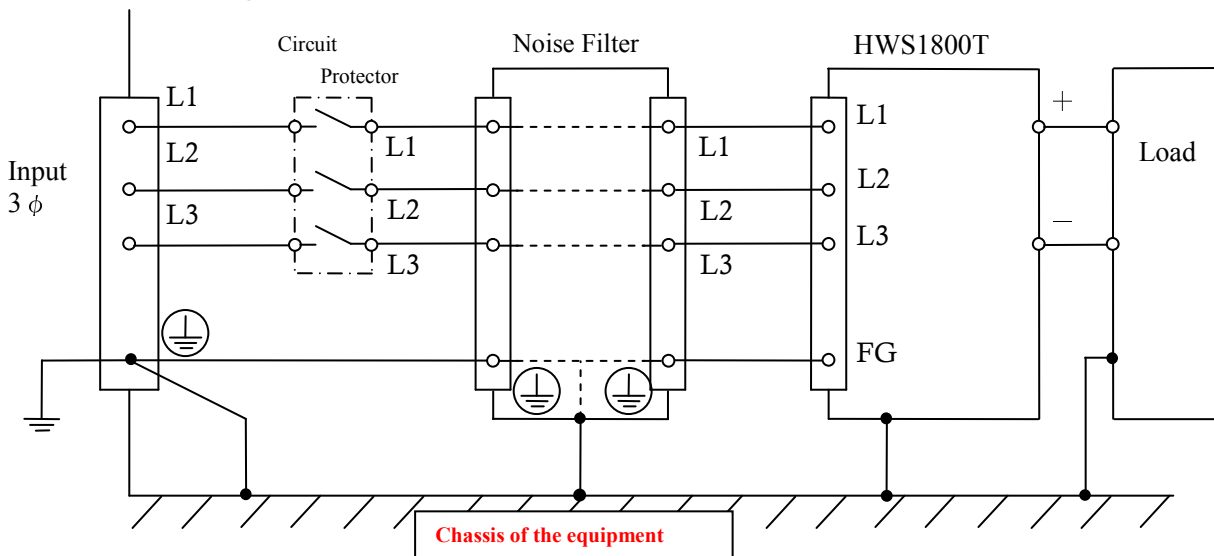 Circuit
Protector
Noise Filter
HWS1800T
Input
3 ϕ
L1
L2
L3
L1
L2
L3
L1
L2
L3
L1
L2
L3
FG
+
−
Load
Chassis of the equipment